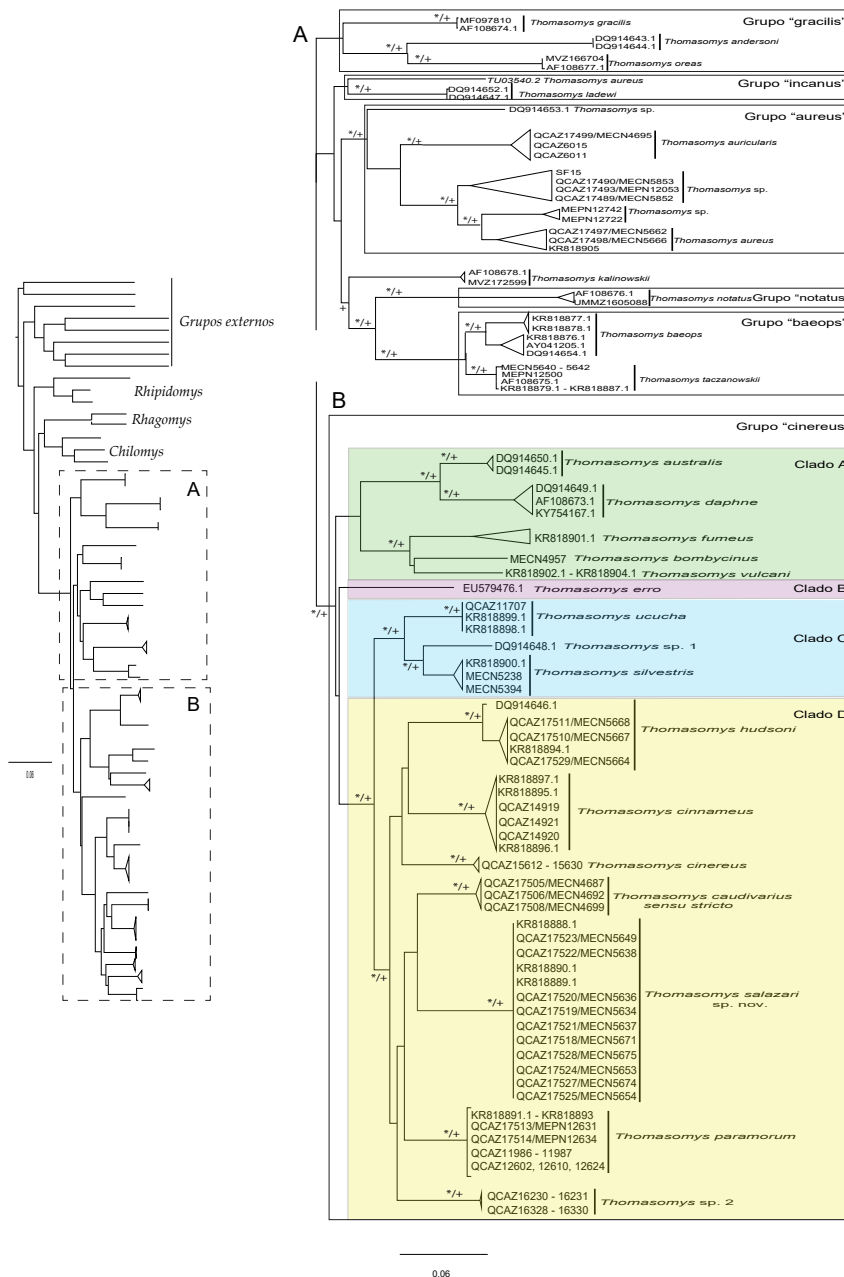 Grupos externos
Rhipidomys
Rhagomys
Chilomys
A
B
0.06
A
Grupo "gracilis"
*/+
MF097810
AF108674.1
Thomasomys gracilis
*/+
DQ914643.1
DQ914644.1
Thomasomys andersoni
*/+
MVZ166704
AF108677.1
Thomasomys oreas
Grupo "incanus"
*/+
TU03540.2 Thomasomys aureus
DQ914652.1
DQ914647.1
Thomasomys ladewi
Grupo "aureus"
*/+
DQ914653.1 Thomasomys sp.
*/+
QCAZ17499/MECN4695
QCAZ6015
QCAZ6011
Thomasomys auricularis
*/+
SF15
QCAZ17490/MECN5853
QCAZ17493/MEPN12053
QCAZ17489/MECN5852
Thomasomys sp.
*/+
MEPN12742
MEPN12722
Thomasomys sp.
*/+
QCAZ17497/MECN5662
QCAZ17498/MECN5666
KR818905
Thomasomys aureus
AF108678.1
MVZ172599
Thomasomys kalinowskii
+
*/+
AF108676.1
UMMZ1605088
Thomasomys notatus
Grupo "notatus"
Grupo "baeops"
*/+
*/+
KR818877.1
KR818878.1
KR818876.1
AY041205.1
DQ914654.1
Thomasomys baeops
*/+
MECN5640 - 5642
MEPN12500
AF108675.1
KR818879.1 - KR818887.1
Thomasomys taczanowskii
B
Grupo "cinereus
Clado A
*/+
*/+
DQ914650.1
DQ914645.1
Thomasomys australis
*/+
DQ914649.1
AF108673.1
KY754167.1
Thomasomys daphne
*/+
KR818901.1 Thomasomys fumeus
MECN4957 Thomasomys bombycinus
KR818902.1 - KR818904.1 Thomasomys vulcani
*/+
EU579476.1 Thomasomys erro
Clado B
Clado C
*/+
*/+
QCAZ11707
KR818899.1
KR818898.1
Thomasomys ucucha
*/+
DQ914648.1 Thomasomys sp. 1
KR818900.1
MECN5238
MECN5394
Thomasomys silvestris
*/+
Clado D
*/+
*/+
DQ914646.1
QCAZ17511/MECN5668
QCAZ17510/MECN5667
KR818894.1
QCAZ17529/MECN5664
Thomasomys hudsoni
*/+
KR818897.1
KR818895.1
QCAZ14919
QCAZ14921
QCAZ14920
KR818896.1
Thomasomys cinnameus
*/+
QCAZ15612 - 15630 Thomasomys cinereus
*/+
QCAZ17505/MECN4687
QCAZ17506/MECN4692
QCAZ17508/MECN4699
Thomasomys caudivarius
sensu stricto
*/+
*/+
KR818888.1
QCAZ17523/MECN5649
QCAZ17522/MECN5638
KR818890.1
KR818889.1
QCAZ17520/MECN5636
QCAZ17519/MECN5634
QCAZ17521/MECN5637
QCAZ17518/MECN5671
QCAZ17528/MECN5675
QCAZ17524/MECN5653
QCAZ17527/MECN5674
QCAZ17525/MECN5654
Thomasomys salazari
sp. nov.
*/+
KR818891.1 - KR818893
QCAZ17513/MEPN12631
QCAZ17514/MEPN12634
QCAZ11986 - 11987
QCAZ12602, 12610, 12624
Thomasomys paramorum
*/+
QCAZ16230 - 16231
QCAZ16328 - 16330
Thomasomys sp. 2
0.06